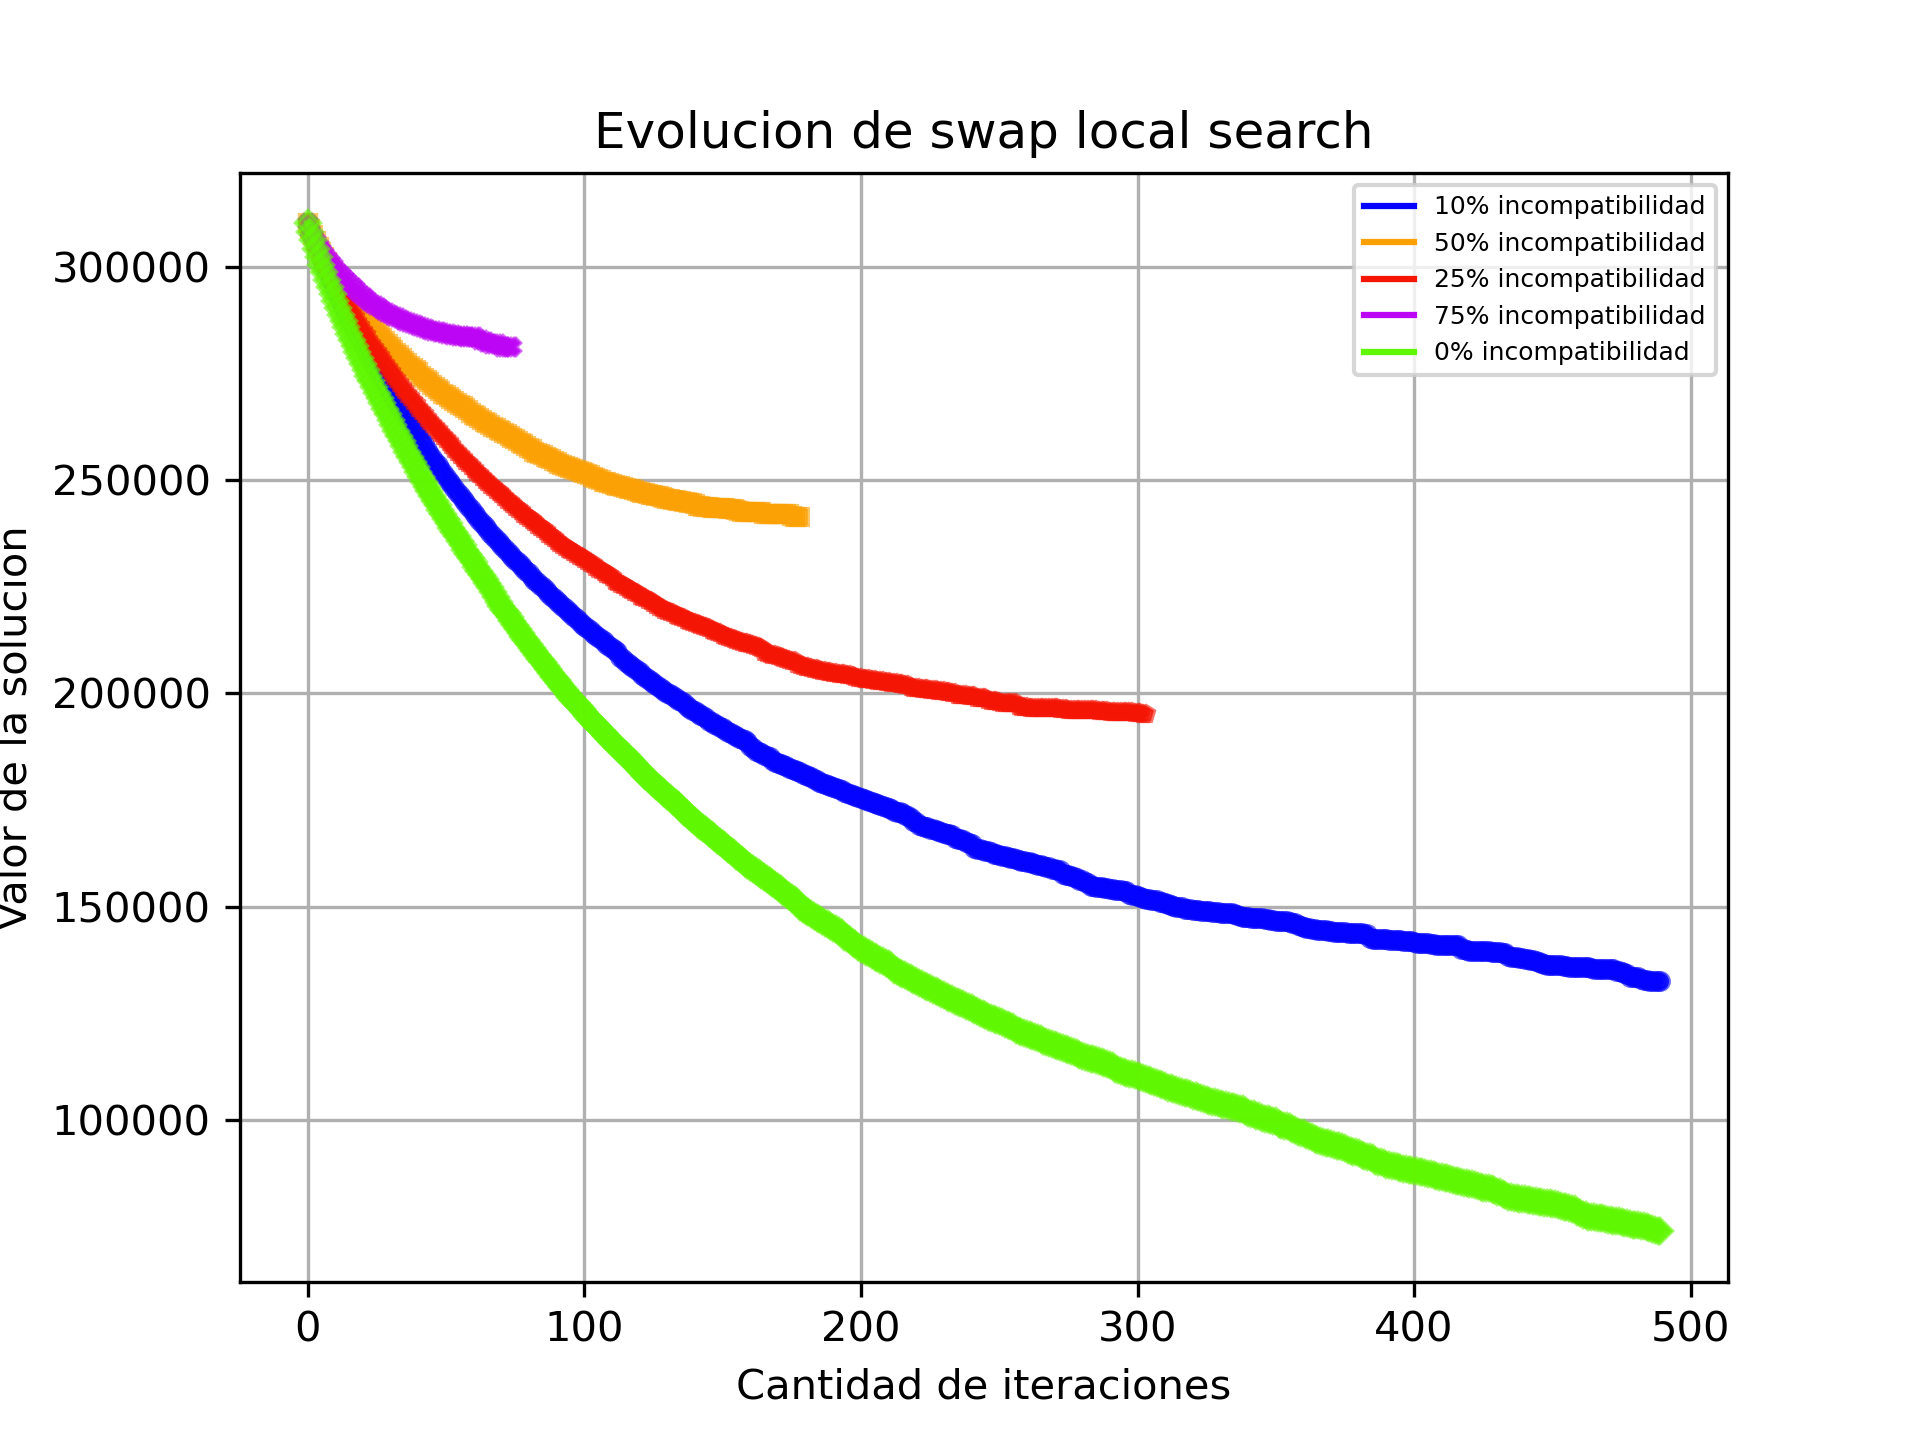 Evolucion de swap local search
10% incompatibilidad
50% incompatibilidad
25% incompatibilidad
75% incompatibilidad
0% incompatibilidad
300000
250000
200000
150000
100000
Valor de la solucion
0 100 200 300 400 500
Cantidad de iteraciones